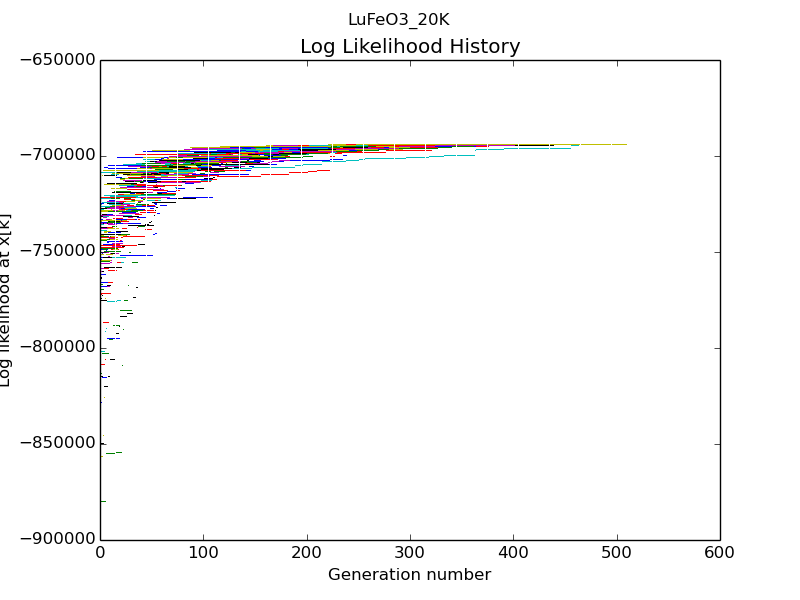 LuFeO3_20K
Log Likelihood History
Log likelihood at x[k]
−650000
−700000
−750000
−800000
−850000
−900000
0 100 200 300 400 500 600
Generation number